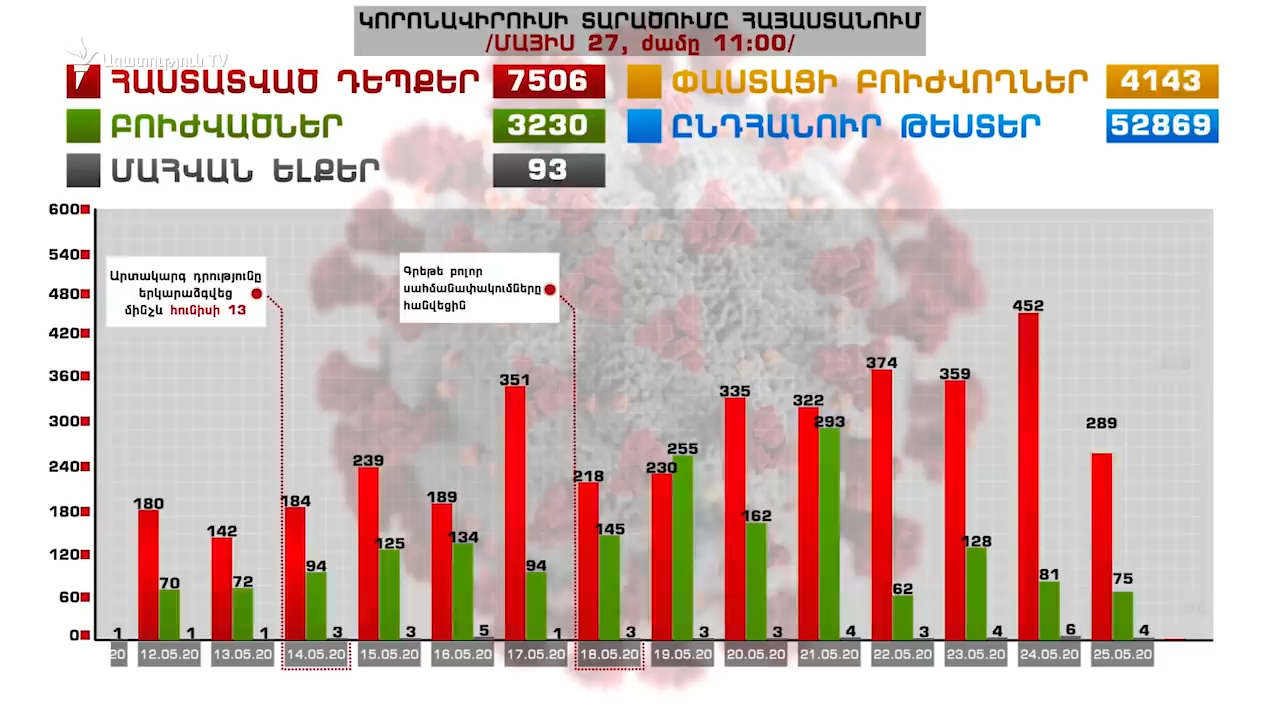 ԿՈՐՈՆԱՎԻՐՈՒՍԻ ՏԱՐԱԾՈՒՄԸ ՀԱՅԱՍՏԱՆՈՒՄ
/ՄԱՅԻՍ 27, ժամը 11:00/
Ազատություն TV
ՀԱՍՏԱՏՎԱԾ ԴԵՊՔԵՐ 7506
ՓԱՍՏԱՑԻ ԲՈՒԺՎՈՂՆԵՐ 4143
ԲՈՒԺՎԱԾՆԵՐ 3230
ԸՆԴՀԱՆՈՒՐ ԹԵՍՏԵՐ 52869
ՄԱՀՎԱՆ ԵԼՔԵՐ 93
600
540
480
420
360
300
240
180
120
60
0
Արտակարգ դրությունը
երկարաձգվեց
մինչև հունիսի 13
Գրեթե բոլոր
սահմանափակումները
հանվեցին
1
180 70 1
142 72 1
184 94 3
239 125 3
189 134 5
351 94 1
218 145 3
230 255 3
335 162 3
322 293 4
374 62 3
359 128 4
452 81 6
289 75 4
20 12.05.20 13.05.20 14.05.20 15.05.20 16.05.20 17.05.20 18.05.20 19.05.20 20.05.20 21.05.20 22.05.20 23.05.20 24.05.20 25.05.20